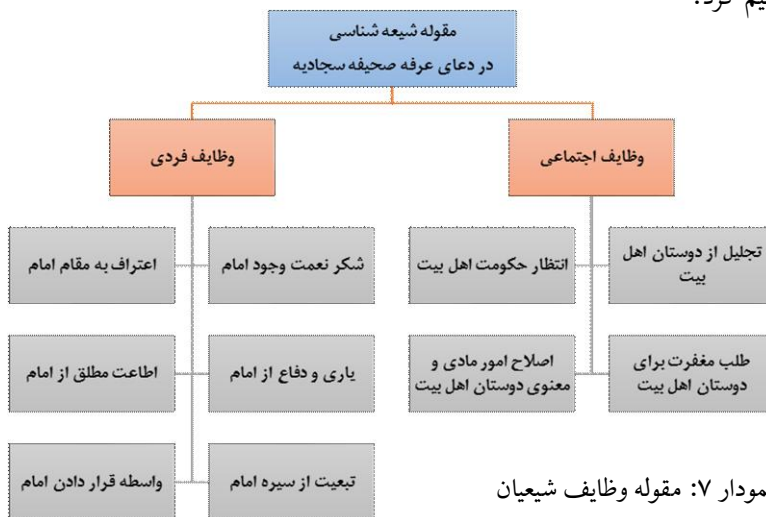 یم کرد.
مقوله شیعه شناسی
در دعای عرفه صحیفه سجادیه
وظایف اجتماعی
وظایف فردی
تجلیل از دوستان اهل
بیت
انتظار حکومت اهل بیت
شکر نعمت وجود امام
اعتراف به مقام امام
طلب مغفرت برای
دوستان اهل بیت
اصلاح امور مادی و
معنوی دوستان اهل بیت
یاری و دفاع از امام
اطاعت مطلق از امام
تبعیت از سیره امام
واسطه قرار دادن امام
مودار ۷: مقوله وظایف شیعیان